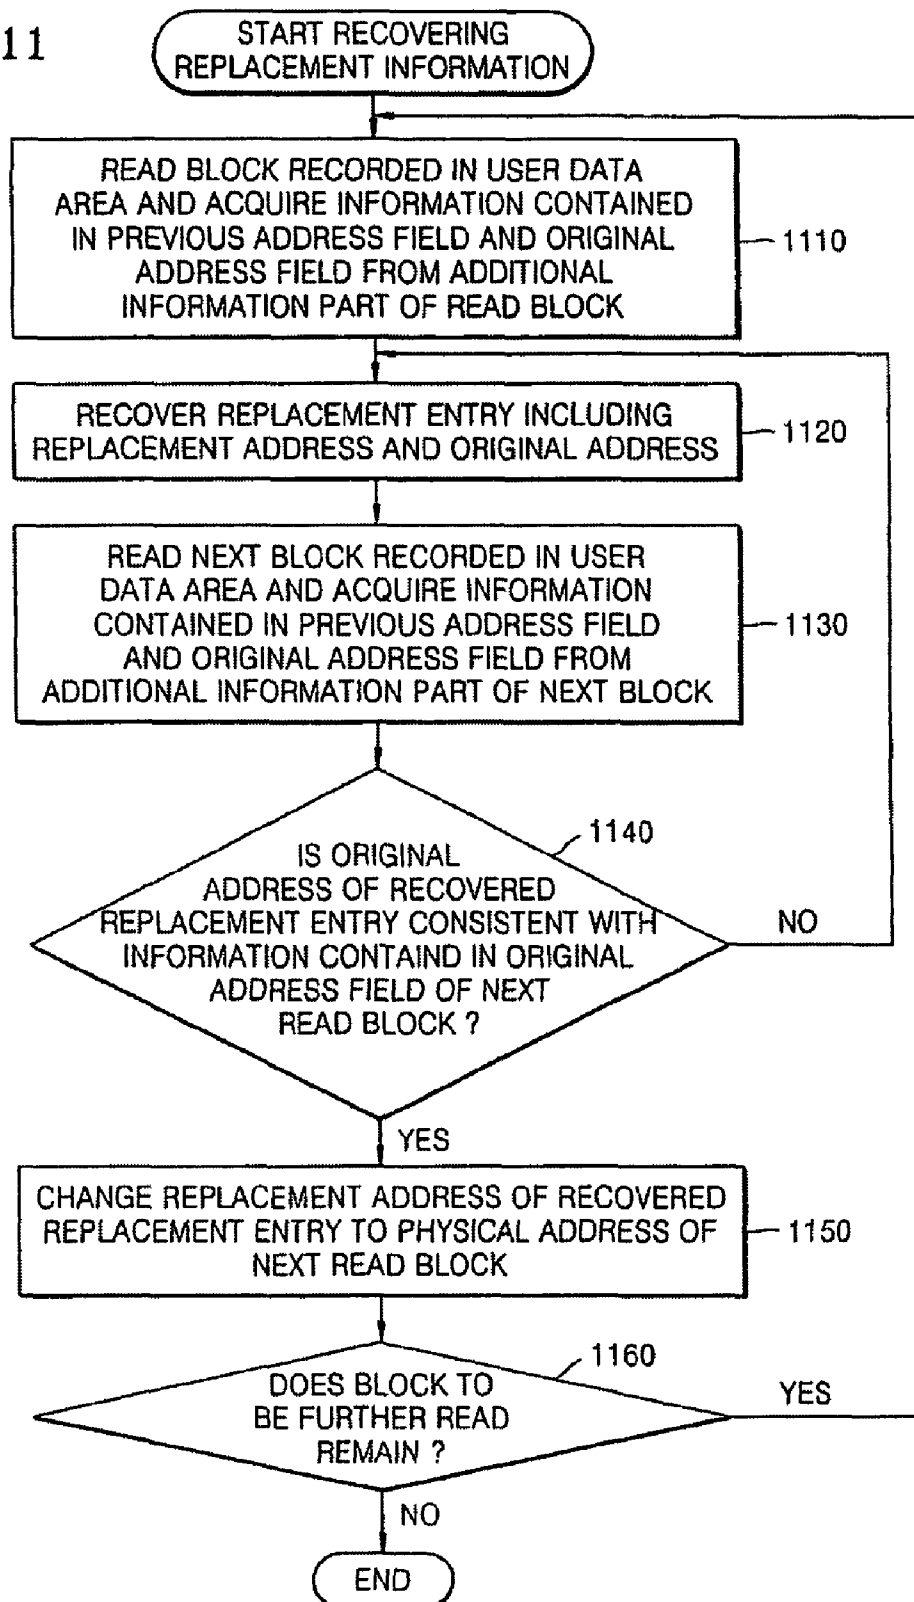 11
START RECOVERING
REPLACEMENT INFORMATION
READ BLOCK RECORDED IN USER DATA
AREA AND ACQUIRE INFORMATION CONTAINED
IN PREVIOUS ADDRESS FIELD AND ORIGINAL
ADDRESS FIELD FROM ADDITIONAL
INFORMATION PART OF READ BLOCK
1110
RECOVER REPLACEMENT ENTRY INCLUDING
REPLACEMENT ADDRESS AND ORIGINAL ADDRESS
1120
READ NEXT BLOCK RECORDED IN USER
DATA AREA AND ACQUIRE INFORMATION
CONTAINED IN PREVIOUS ADDRESS FIELD
AND ORIGINAL ADDRESS FIELD FROM
ADDITIONAL INFORMATION PART OF NEXT BLOCK
1130
1140
IS ORIGINAL
ADDRESS OF RECOVERED
REPLACEMENT ENTRY CONSISTENT WITH
INFORMATION CONTAIND IN ORIGINAL
ADDRESS FIELD OF NEXT
READ BLOCK ?
NO
YES
CHANGE REPLACEMENT ADDRESS OF RECOVERED
REPLACEMENT ENTRY TO PHYSICAL ADDRESS OF
NEXT READ BLOCK
1150
1160
DOES BLOCK TO
BE FURTHER READ
REMAIN ?
YES
NO
END